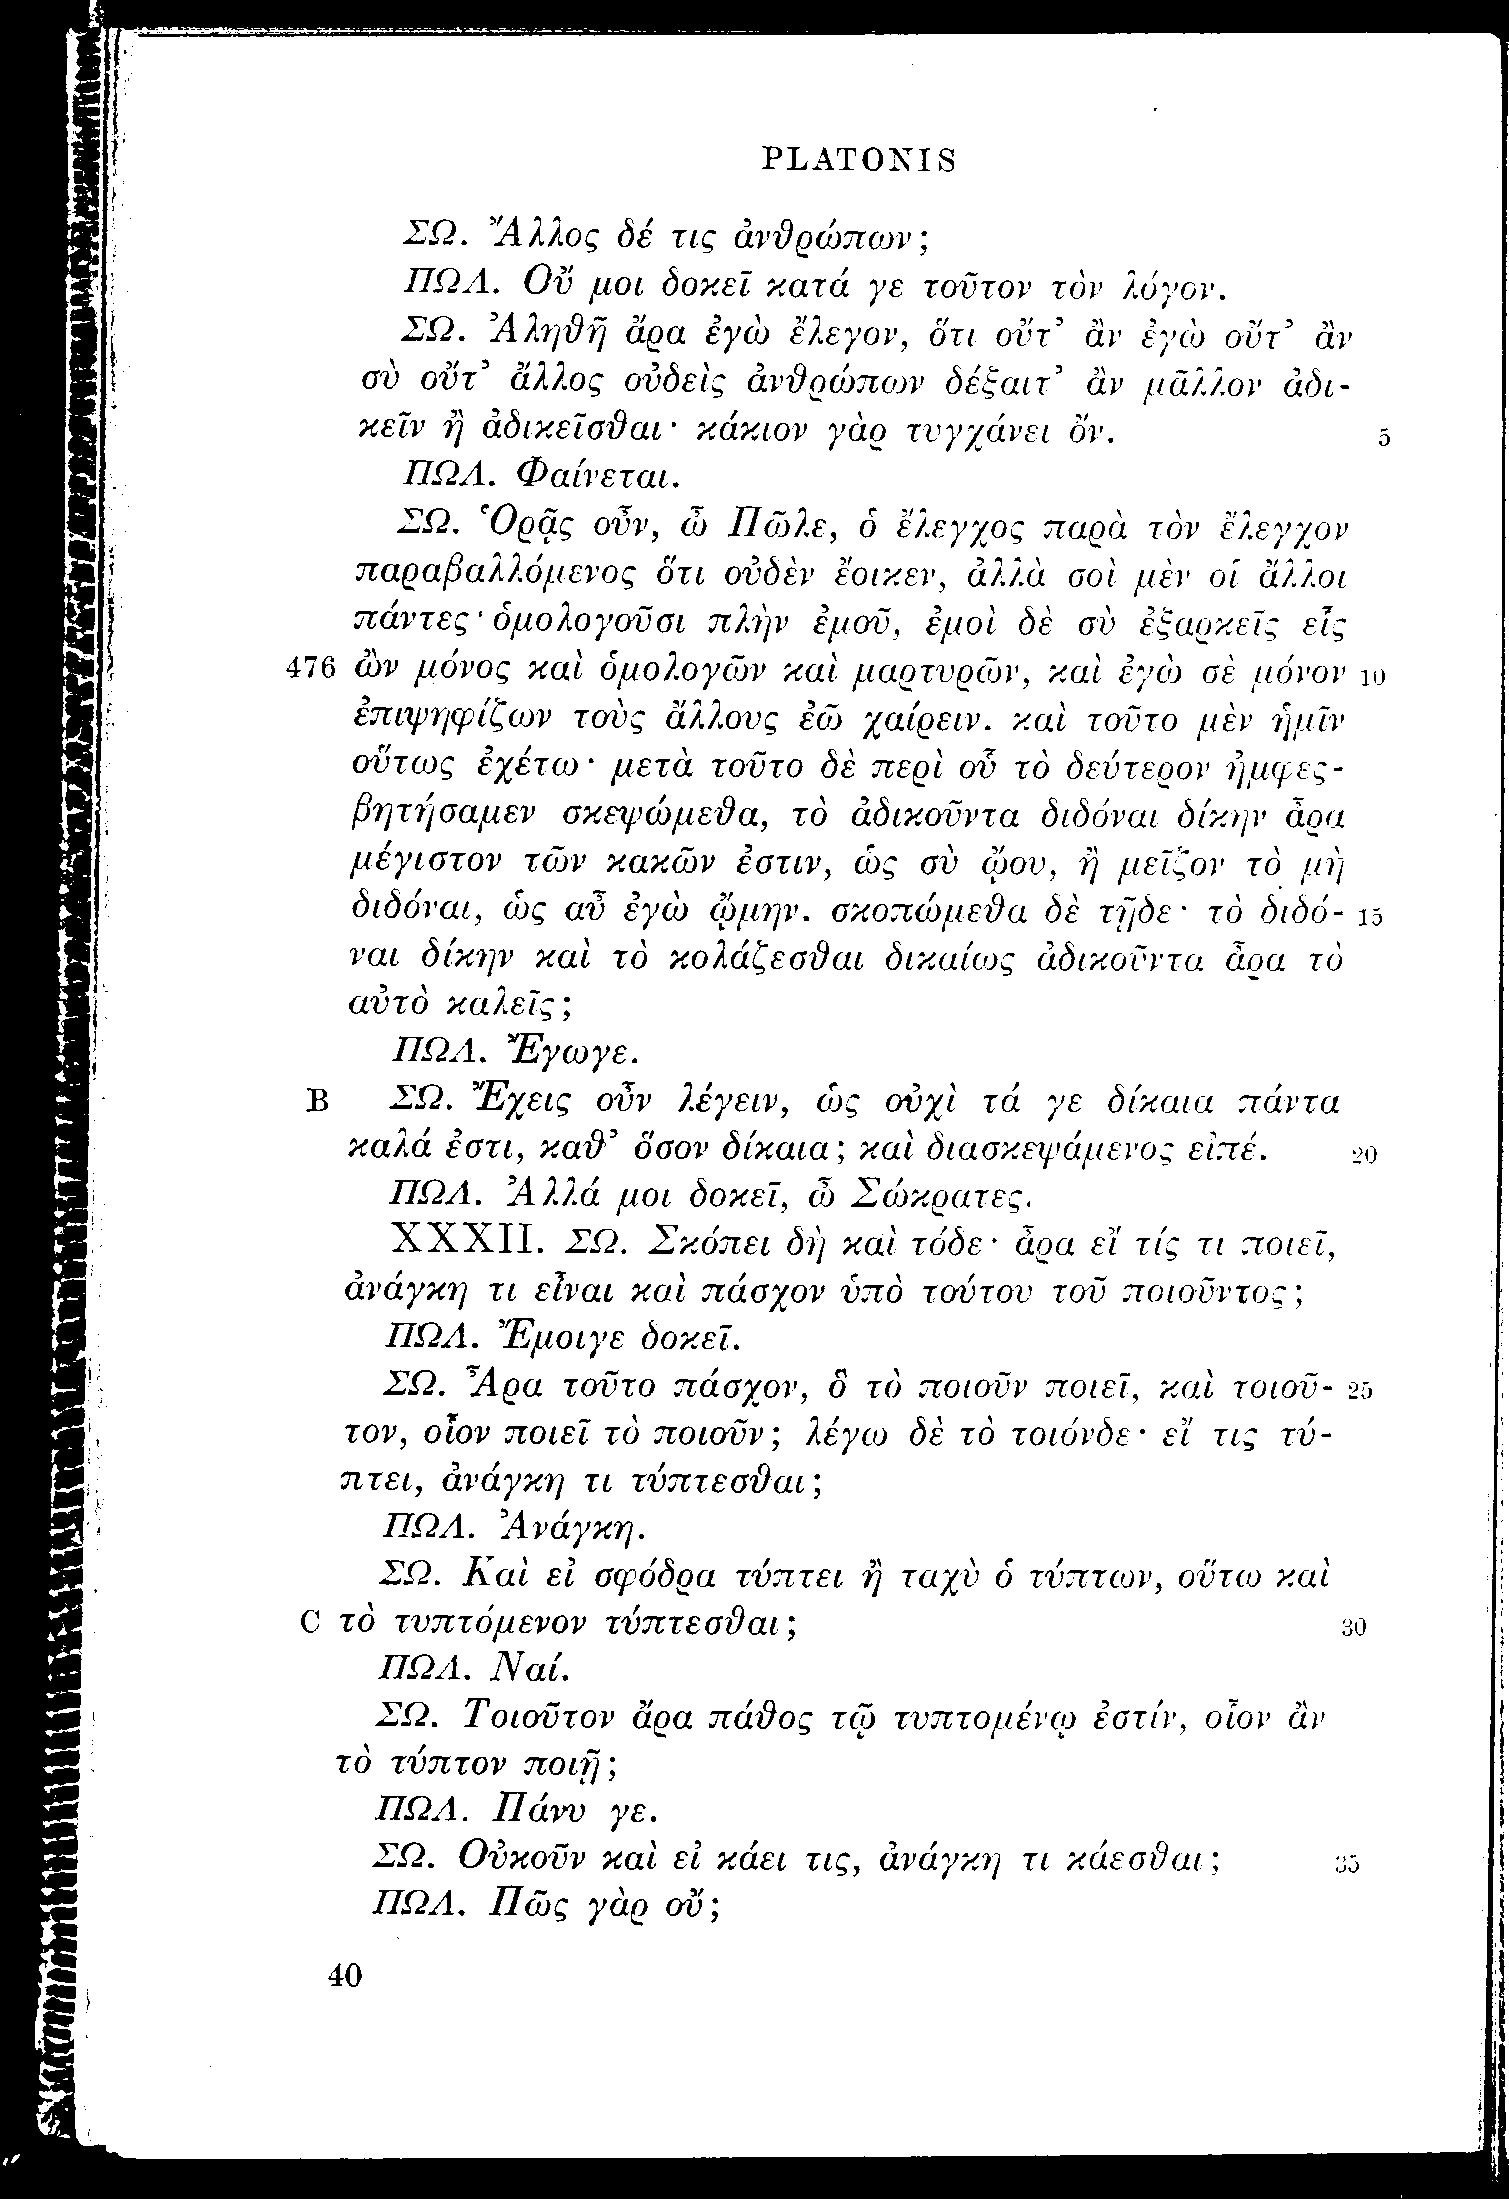 PLATONIS
ΣΩ. Ἄλλος δέ τις ἀνθρώπων;
ΠΩΛ. Οὔ μοι δοκεῖ κατά γε τοῦτον τὸν λόγον.
ΣΩ. Ἀληθῆ ἄρα ἐγὼ ἔλεγον, ὅτι οὔτ’ ἂν ἐγὼ οὔτ’ ἂν
σὺ οὔτ’ ἄλλος οὐδεὶς ἀνθρώπων δέξαιτ’ ἂν μᾶλλον ἀδι-
κεῖν ἢ ἀδικεῖσθαι· κάκιον γὰρ τυγχάνει ὄν. 5
ΠΩΛ. Φαίνεται.
ΣΩ. Ὁρᾷς οὖν, ὦ Πῶλε, ὁ ἔλεγχος παρὰ τὸν ἔλεγχον
παραβαλλόμενος ὅτι οὐδὲν ἔοικεν, ἀλλὰ σοὶ μὲν οἱ ἄλλοι
πάντες· ὁμολογοῦσι πλὴν ἐμοῦ, ἐμοὶ δὲ σὺ ἐξαρκεῖς εἷς
476 ὢν μόνος καὶ ὁμολογῶν καὶ μαρτυρῶν, καὶ ἐγὼ σὲ μόνον 10
ἐπιψηφίζων τοὺς ἄλλους ἐῶ χαίρειν. καὶ τοῦτο μὲν ἡμῖν
οὕτως ἐχέτω· μετὰ τοῦτο δὲ περὶ οὗ τὸ δεύτερον ἠμφες-
βητήσαμεν σκεψώμεθα, τὸ ἀδικοῦντα διδόναι δίκην ἆρα
μέγιστον τῶν κακῶν ἐστιν, ὡς σὺ ᾤου, ἢ μεῖζον τὸ μὴ
διδόναι, ὡς αὖ ἐγὼ ᾤμην. σκοπώμεθα δὲ τῇδε· τὸ διδό- 15
ναι δίκην καὶ τὸ κολάζεσθαι δικαίως ἀδικοῦντα ἆρα τὸ
αὐτὸ καλεῖς;
ΠΩΛ. Ἔγωγε.
B ΣΩ. Ἔχεις οὖν λέγειν, ὡς οὐχὶ τά γε δίκαια πάντα
καλά ἐστι, καθ’ ὅσον δίκαια; καὶ διασκεψάμενος εἰπέ. 20
ΠΩΛ. Ἀλλά μοι δοκεῖ, ὦ Σώκρατες.
XXXII. ΣΩ. Σκόπει δὴ καὶ τόδε· ἆρα εἴ τίς τι ποιεῖ,
ἀνάγκη τι εἶναι καὶ πάσχον ὑπὸ τούτου τοῦ ποιοῦντος;
ΠΩΛ. Ἔμοιγε δοκεῖ.
ΣΩ. Ἆρα τοῦτο πάσχον, ὃ τὸ ποιοῦν ποιεῖ, καὶ τοιοῦ- 25
τον, οἷον ποιεῖ τὸ ποιοῦν; λέγω δὲ τὸ τοιόνδε· εἴ τις τύ-
πτει, ἀνάγκη τι τύπτεσθαι;
ΠΩΛ. Ἀνάγκη.
ΣΩ. Καὶ εἰ σφόδρα τύπτει ἢ ταχὺ ὁ τύπτων, οὕτω καὶ
C τὸ τυπτόμενον τύπτεσθαι; 30
ΠΩΛ. Ναί.
ΣΩ. Τοιοῦτον ἄρα πάθος τῷ τυπτομένῳ ἐστίν, οἷον ἂν
τὸ τύπτον ποιῇ;
ΠΩΛ. Πάνυ γε.
ΣΩ. Οὐκοῦν καὶ εἰ κάει τις, ἀνάγκη τι κάεσθαι; 35
ΠΩΛ. Πῶς γὰρ οὔ;
40